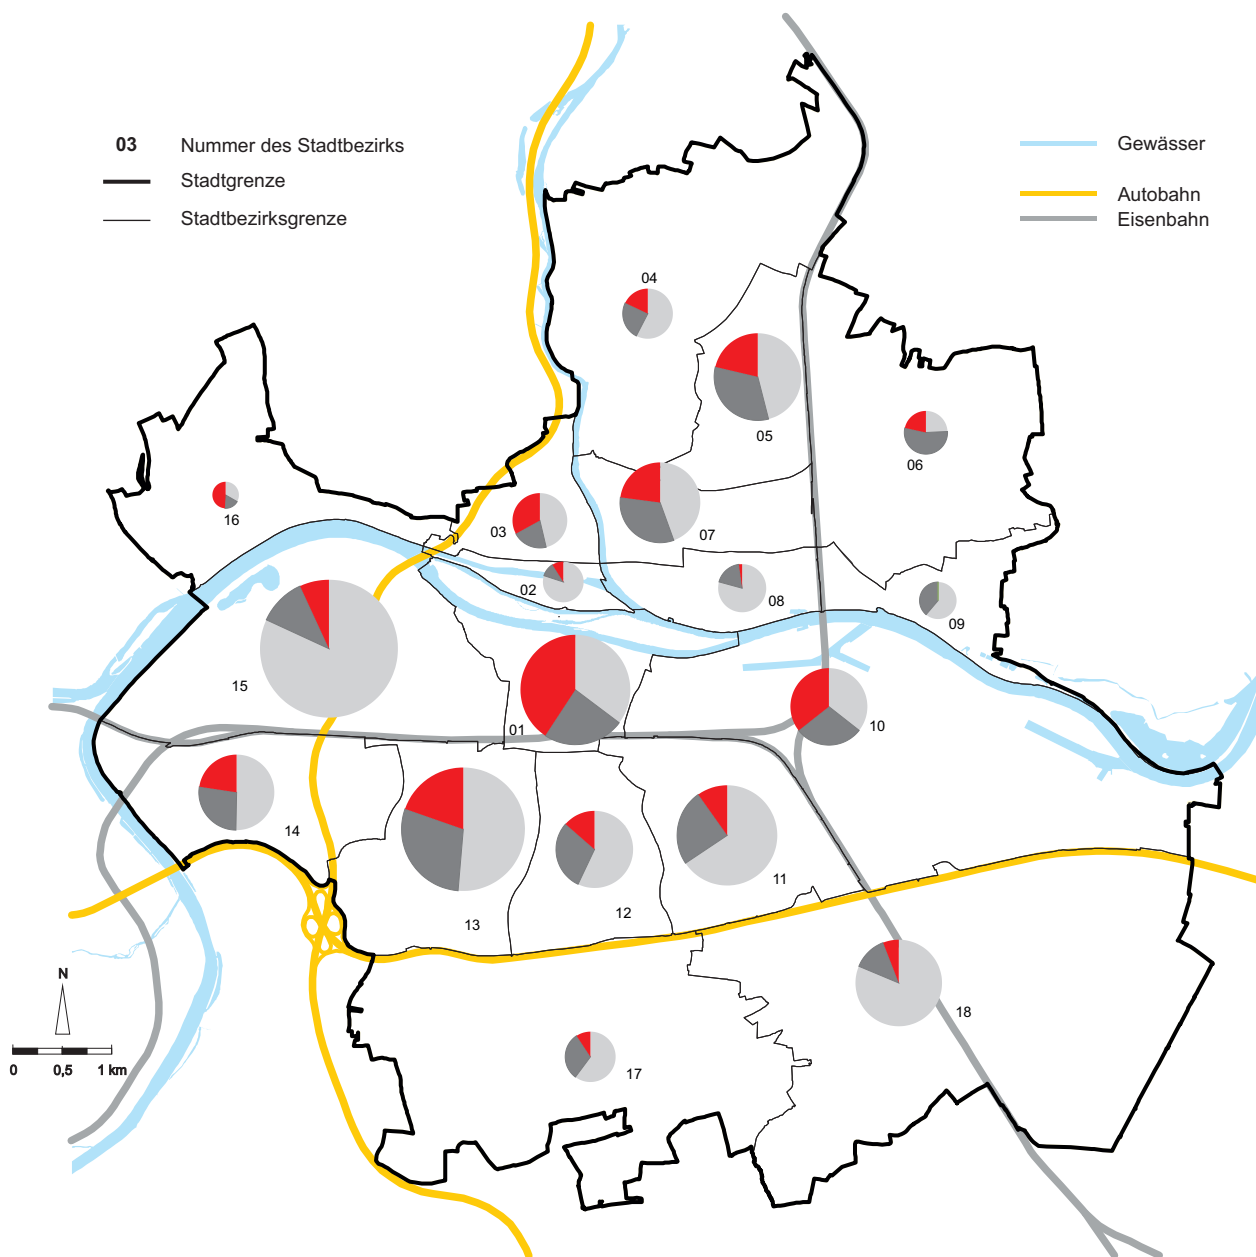 03 Nummer des Stadtbezirks
Stadtgrenze
Stadtbezirksgrenze
Gewässer
Autobahn
Eisenbahn
04
05
06
16
03
07
02
08
09
15
01
10
14
13
12
11
18
17
N
0 0,5 1 km